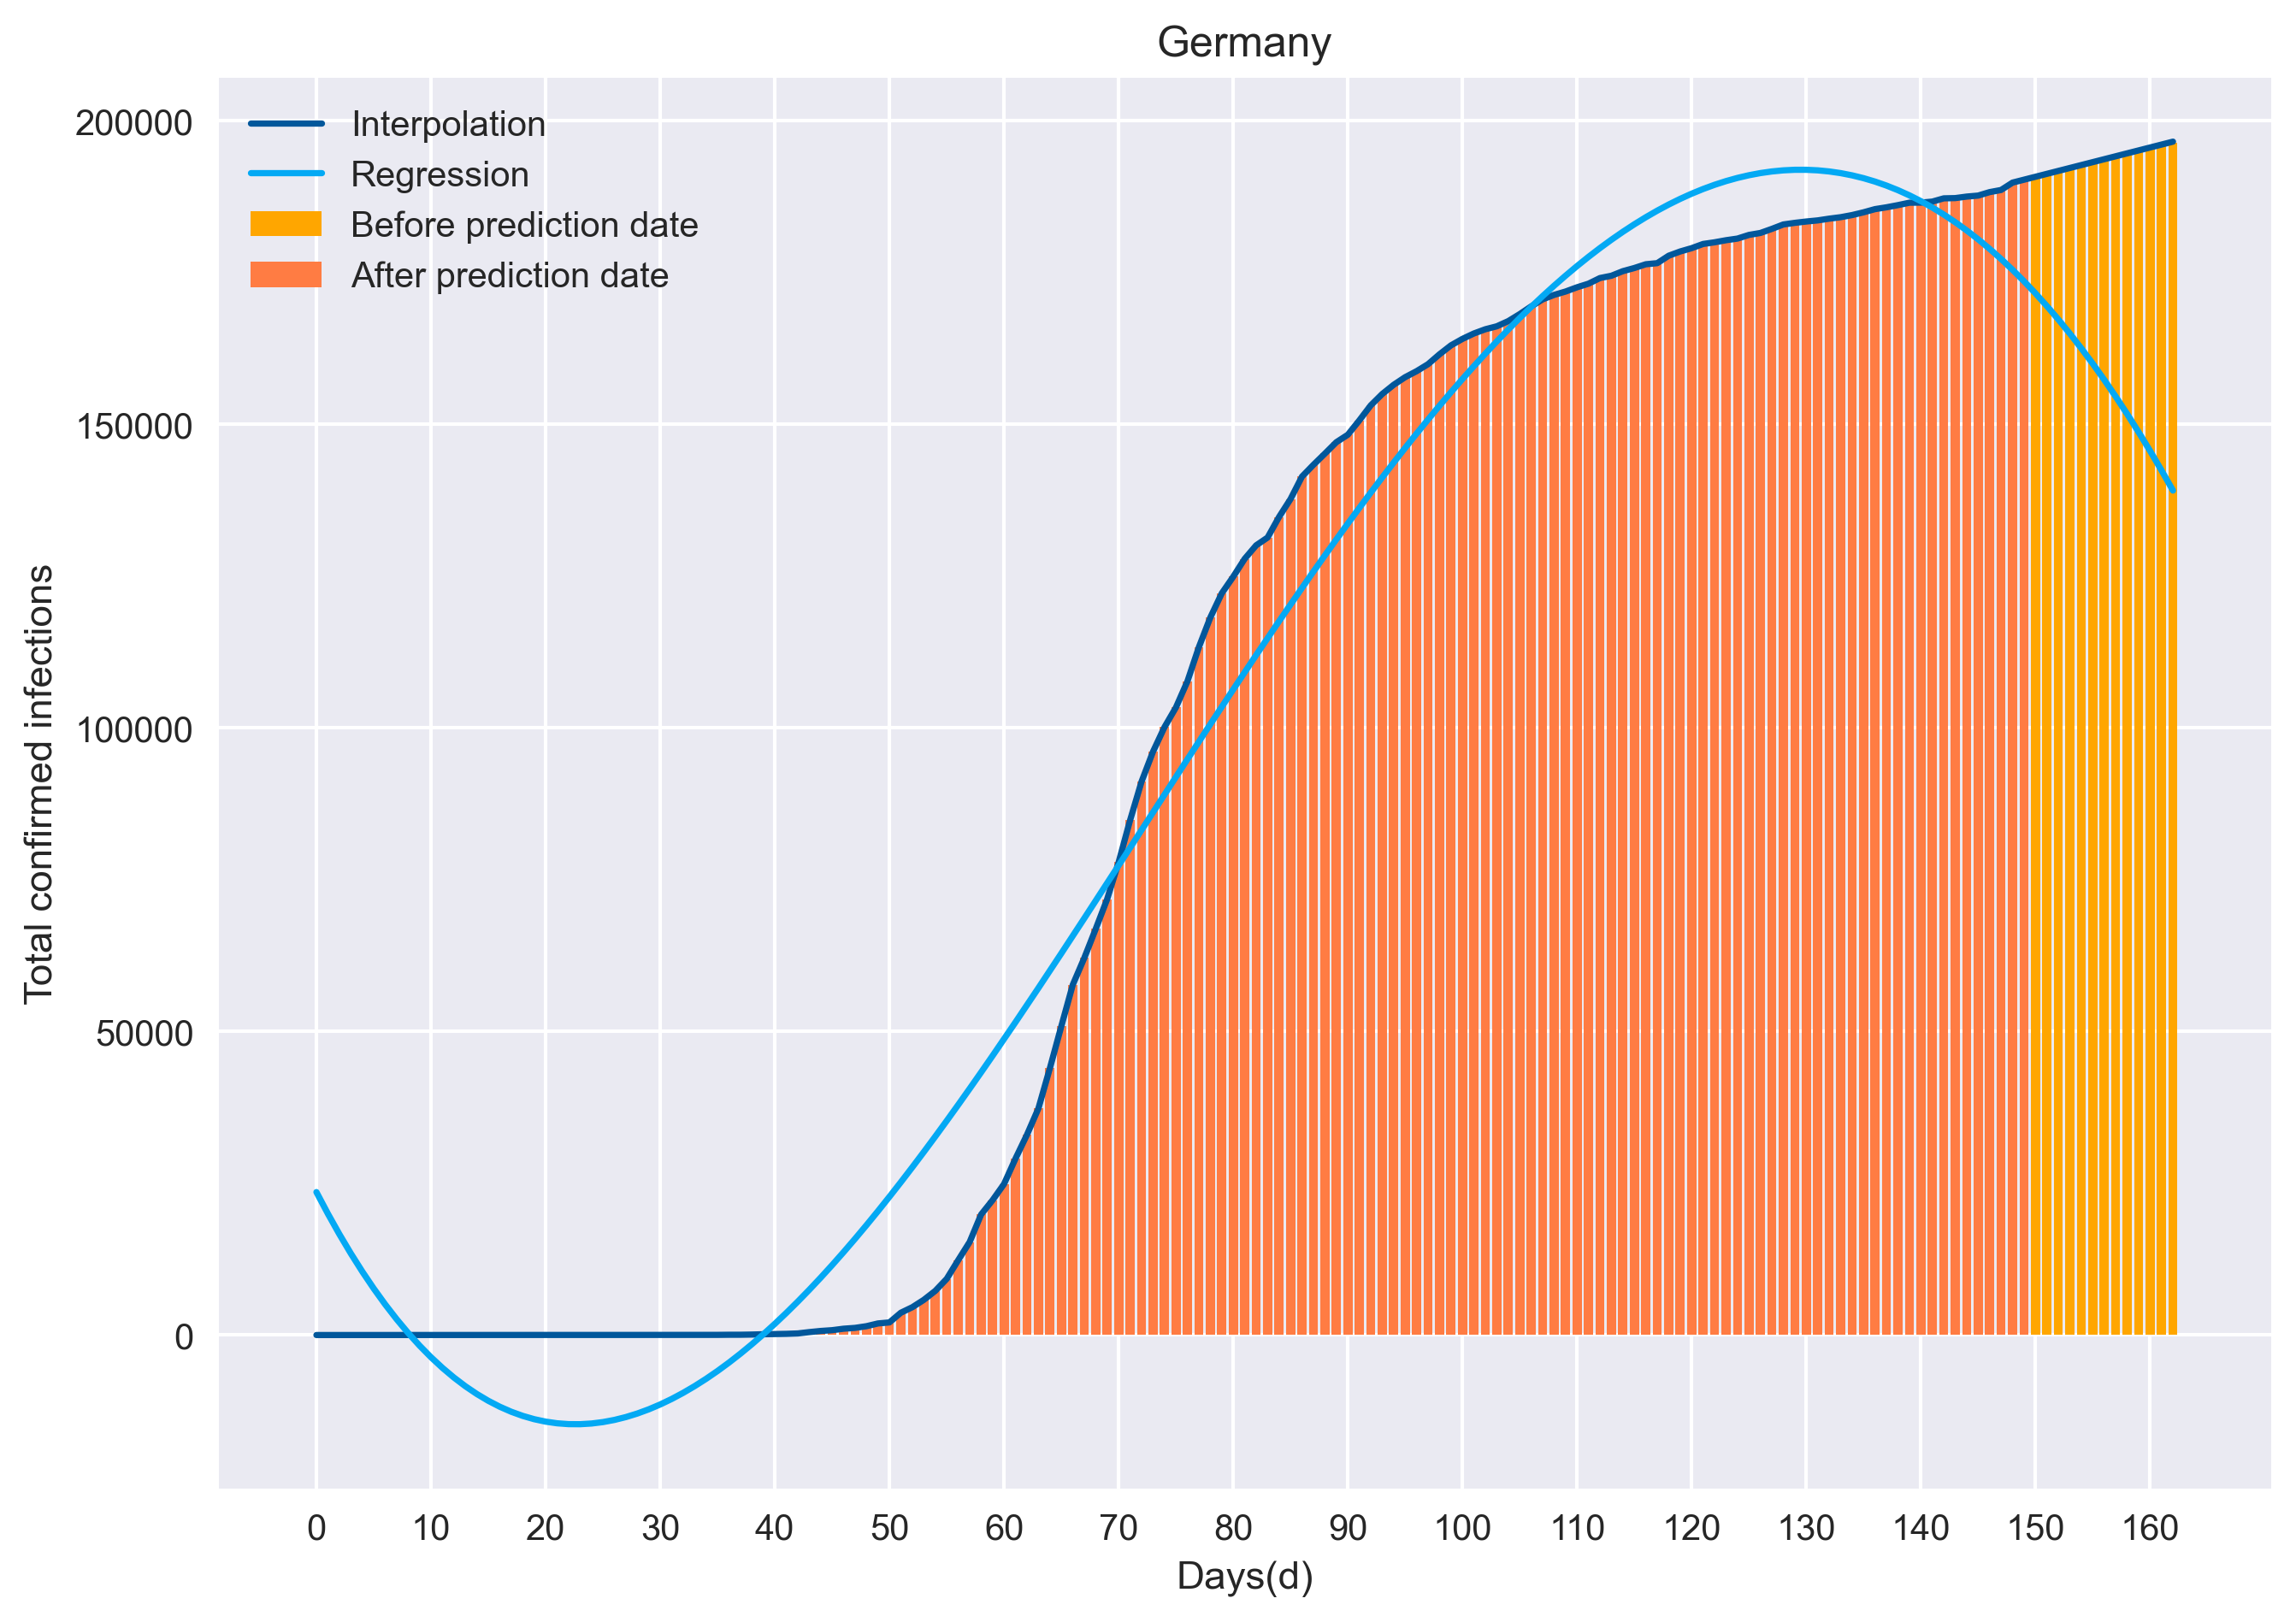 Germany
200000
150000
100000
50000
0
Total confirmed infections
Interpolation
Regression
Before prediction date
After prediction date
0 10 20 30 40 50 60 70 80 90 100 110 120 130 140 150 160
Days(d)